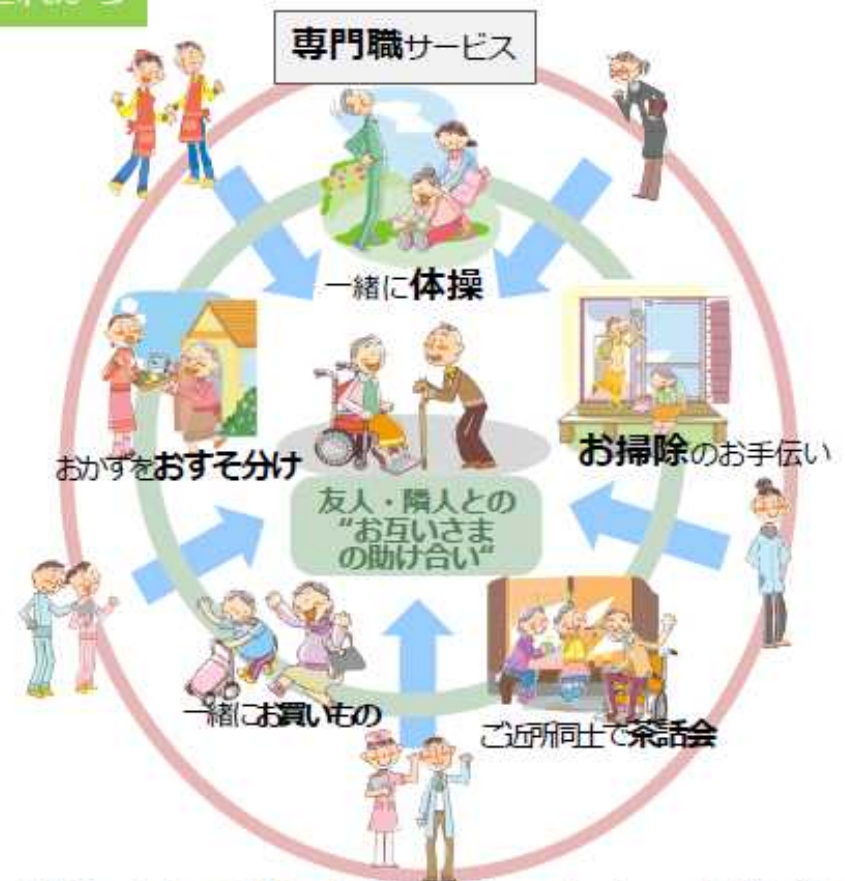 専門職サービス
一緒に体操
おかずをおすそ分け
お掃除のお手伝い
友人・隣人との
“お互いさま
の助け合い“
一緒にお買いもの
ご近所同士で茶話会